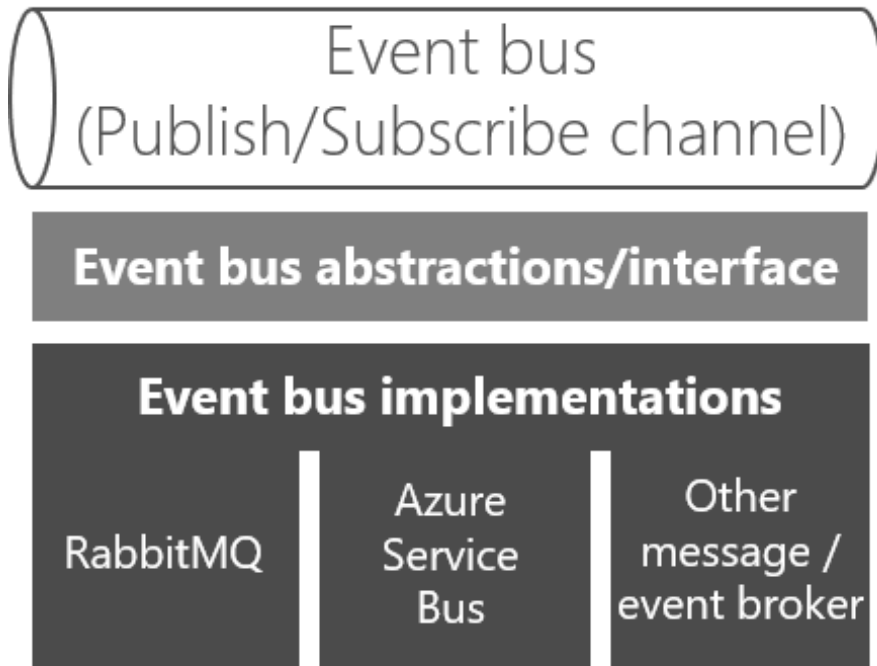 Event bus
(Publish/Subscribe channel)
Event bus abstractions/interface
Event bus implementations
RabbitMQ
Azure
Service
Bus
Other
message /
event broker